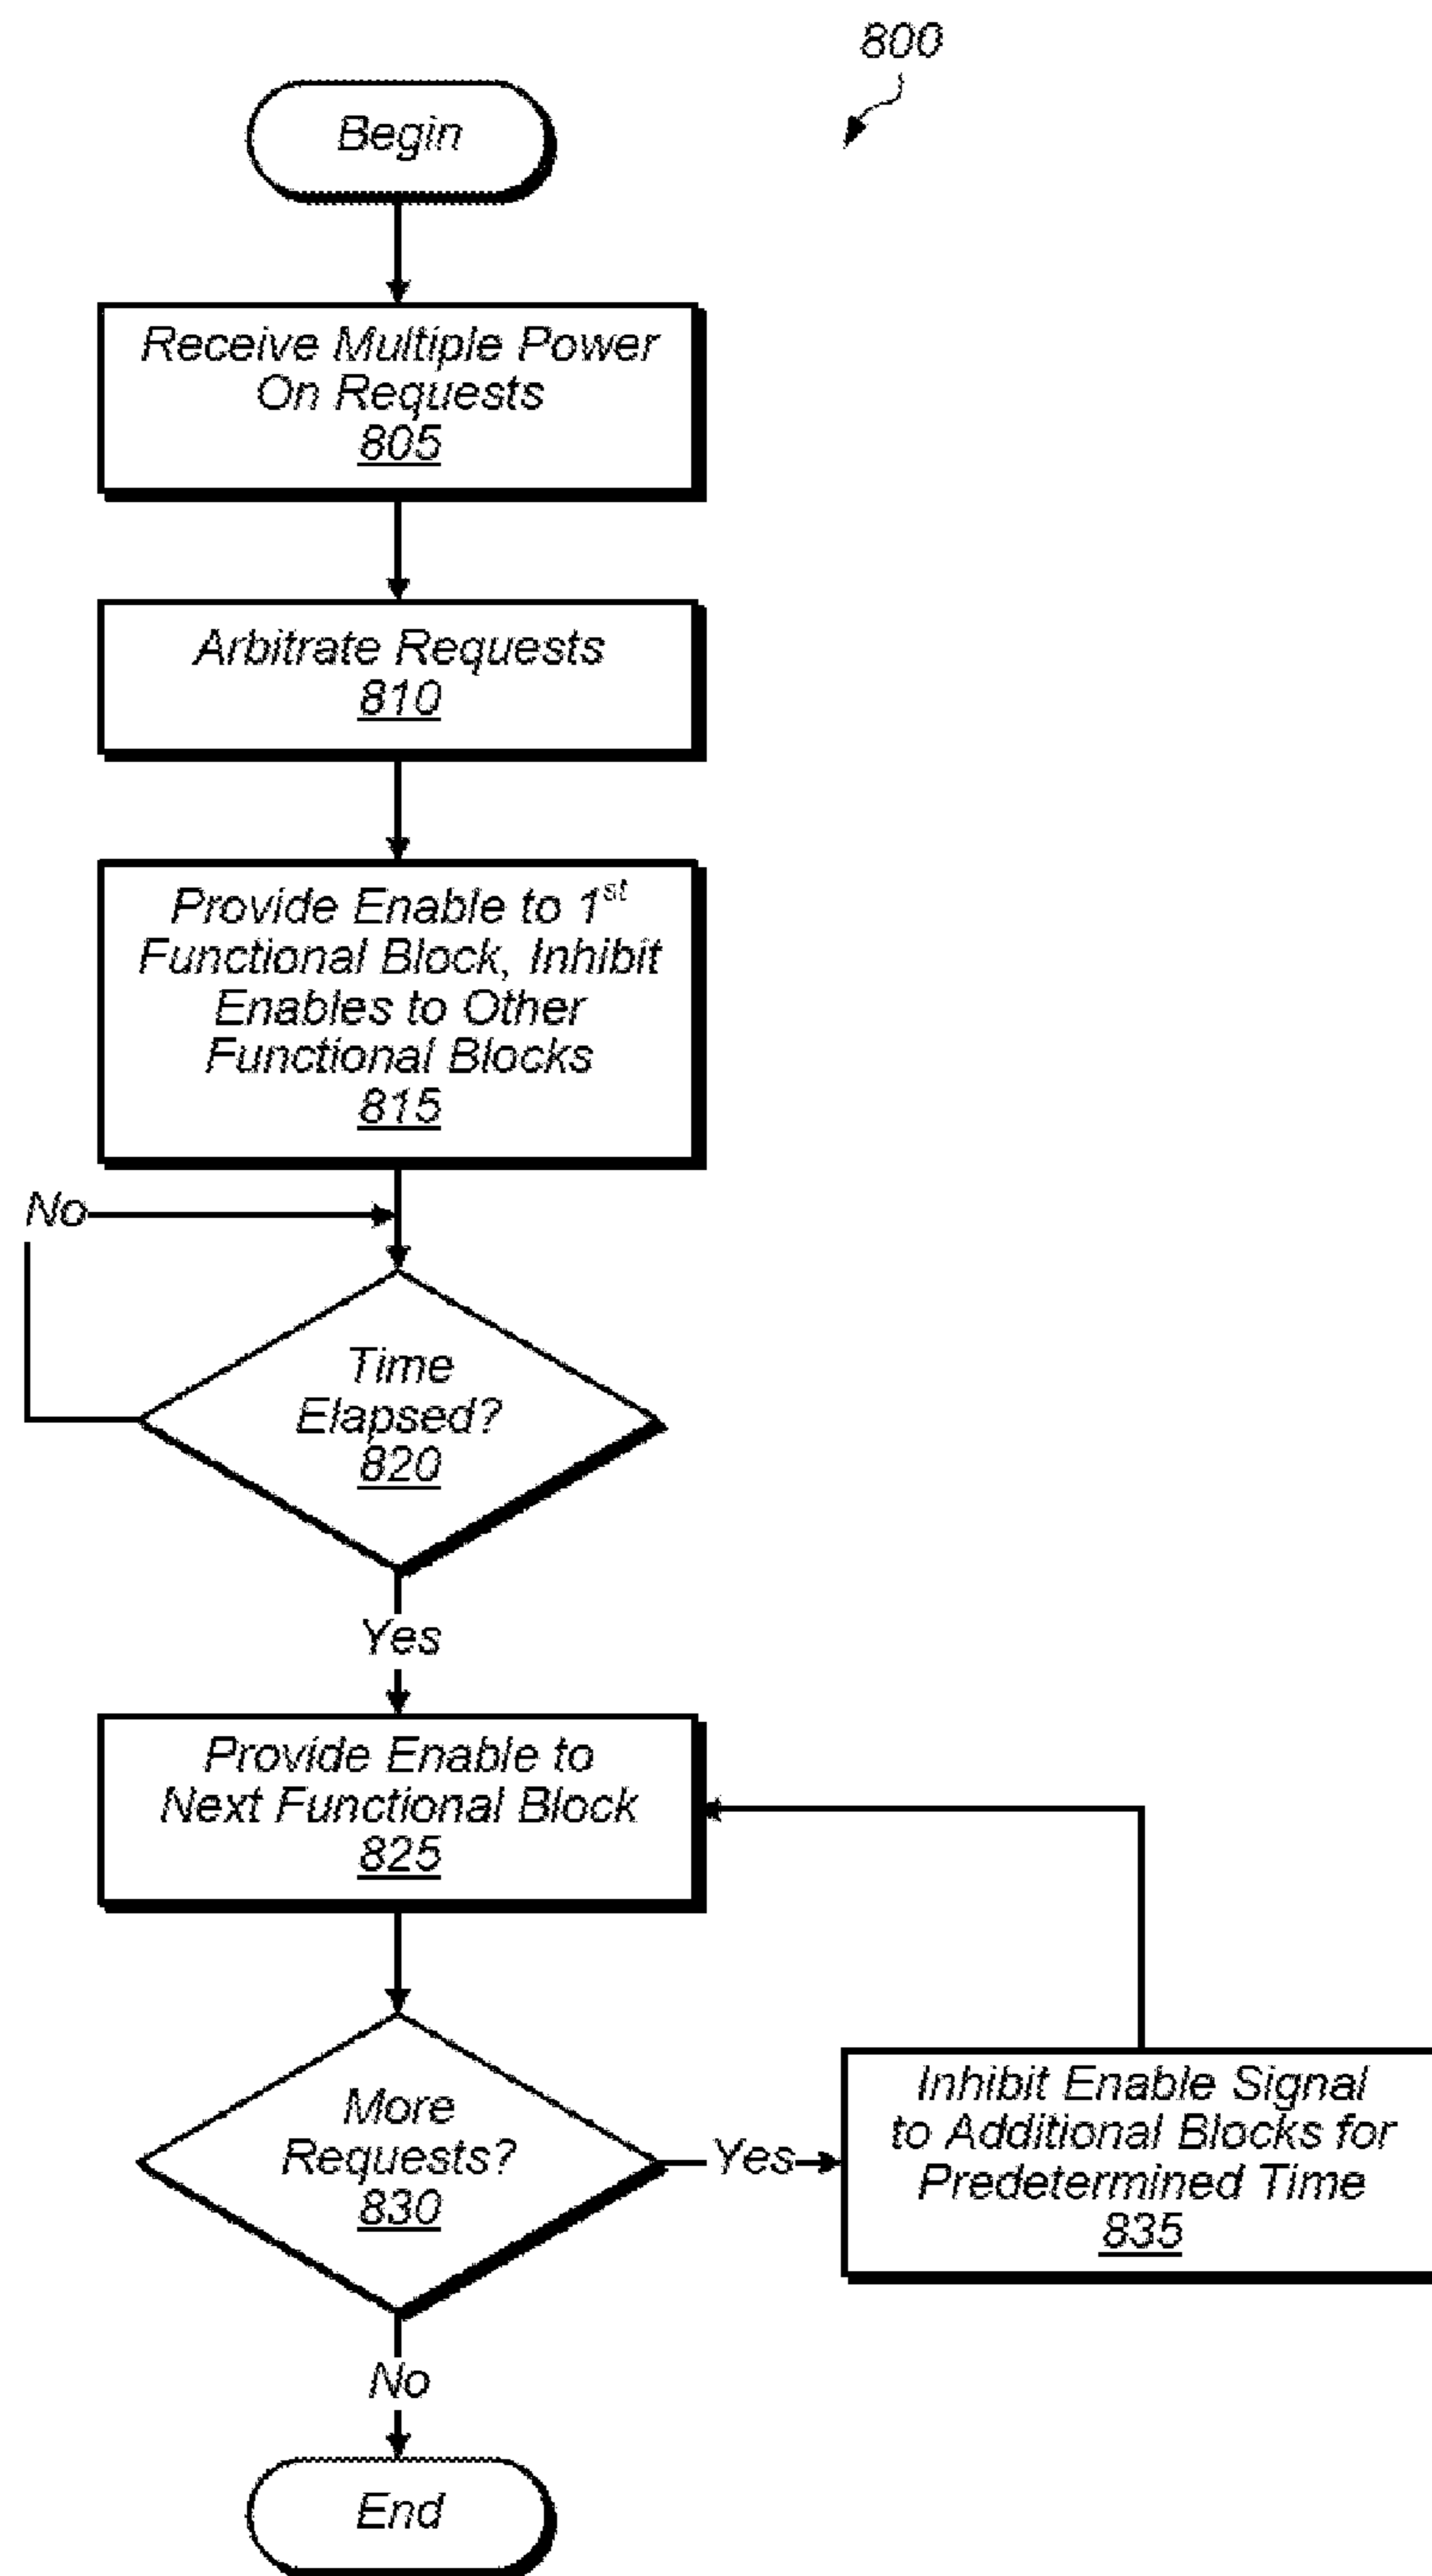 800
Begin
Receive Multiple Power
On Requests
805
Arbitrate Requests
810
Provide Enable to 1st
Functional Block, Inhibit
Enables to Other
Functional Blocks
815
No
Time
Elapsed?
820
Yes
Provide Enable to
Next Functional Block
825
More
Requests?
830
Yes
Inhibit Enable Signal
to Additional Blocks for
Predetermined Time
835
No
End